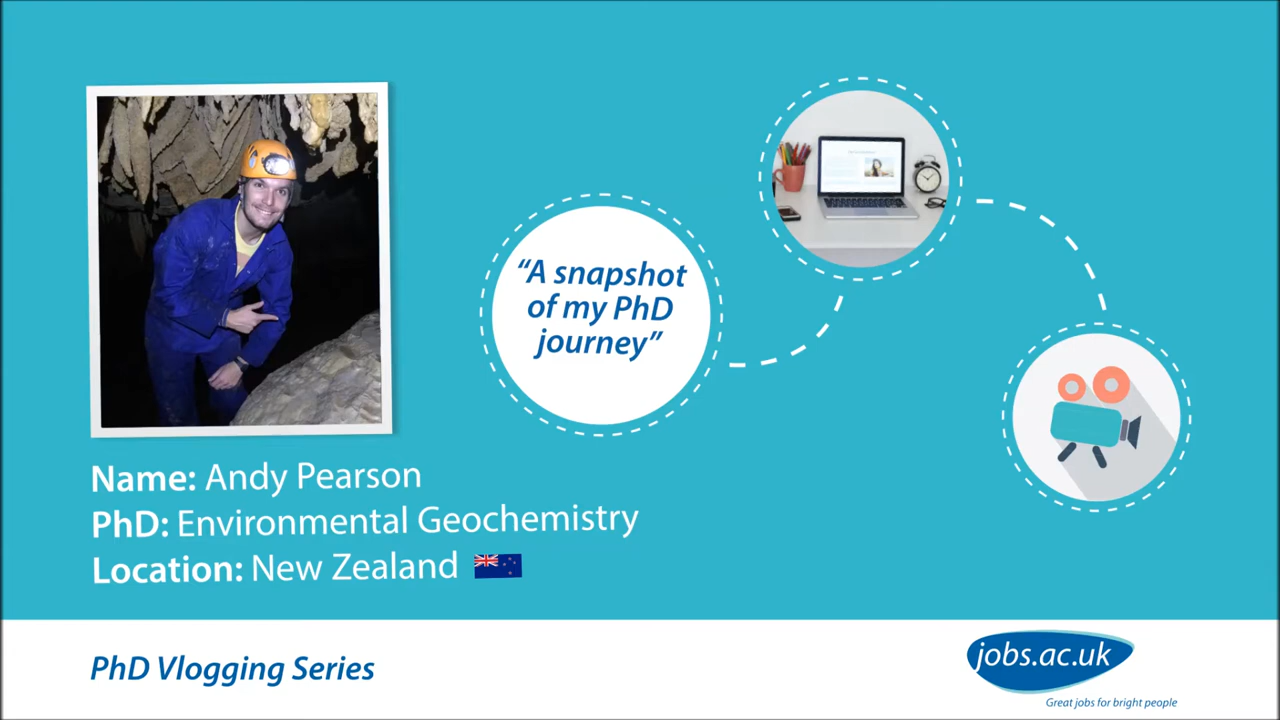 “A snapshot
of my PhD
journey”
Name: Andy Pearson
PhD: Environmental Geochemistry
Location: New Zealand
PhD Vlogging Series
jobs.ac.uk
Great jobs for bright people